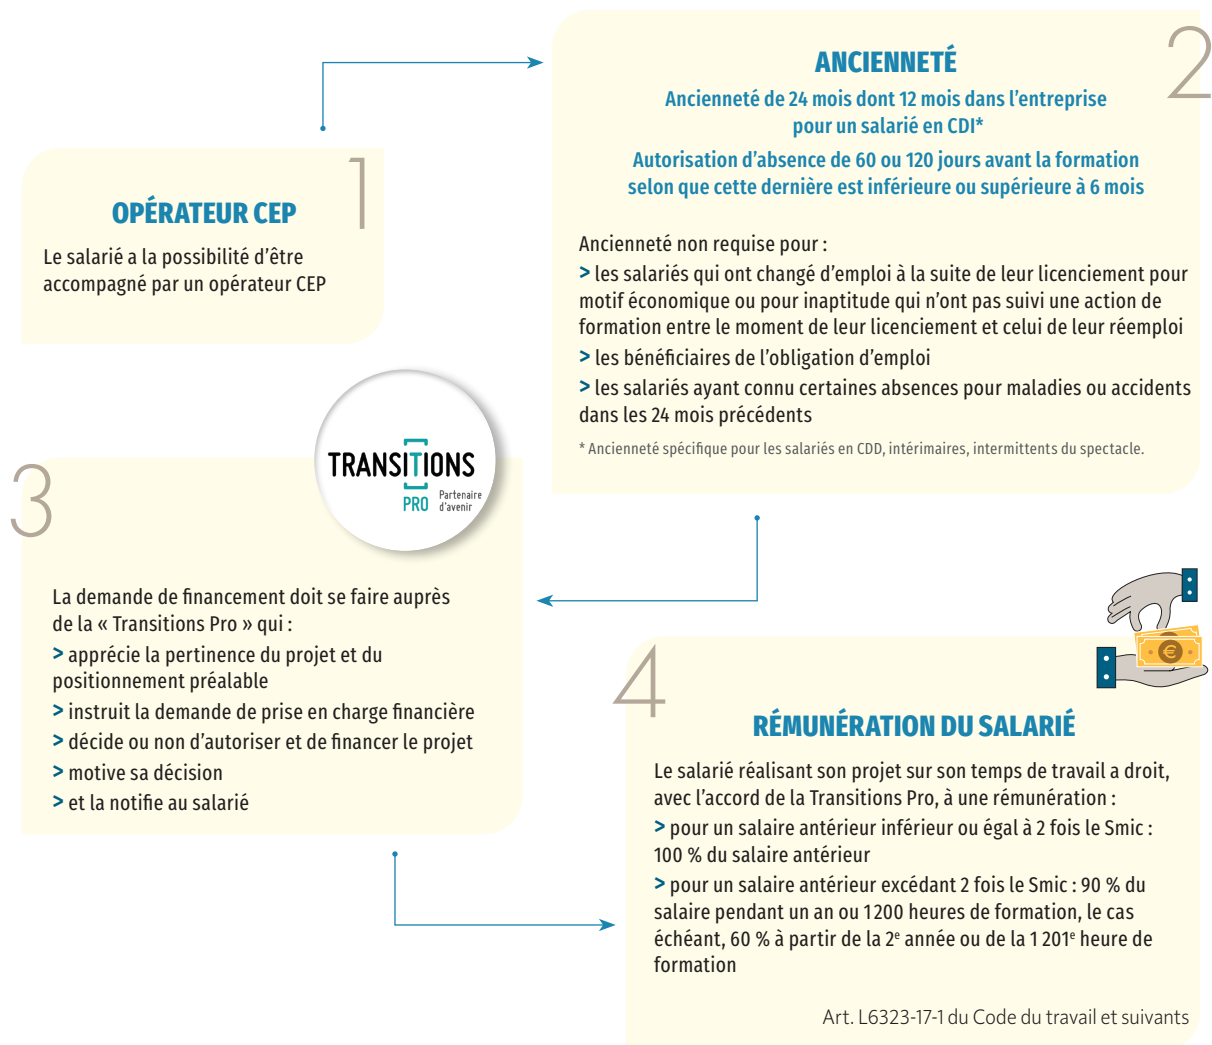 1
OPÉRATEUR CEP
Le salarié a la possibilité d’être
accompagné par un opérateur CEP
2
ANCIENNETÉ
Ancienneté de 24 mois dont 12 mois dans l’entreprise
pour un salarié en CDI*
Autorisation d’absence de 60 ou 120 jours avant la formation
selon que cette dernière est inférieure ou supérieure à 6 mois
Ancienneté non requise pour :
> les salariés qui ont changé d’emploi à la suite de leur licenciement pour
motif économique ou pour inaptitude qui n’ont pas suivi une action de
formation entre le moment de leur licenciement et celui de leur réemploi
> les bénéficiaires de l’obligation d’emploi
> les salariés ayant connu certaines absences pour maladies ou accidents
dans les 24 mois précédents
* Ancienneté spécifique pour les salariés en CDD, intérimaires, intermittents du spectacle.
3
TRANSITIONS
PRO
Partenaire
d’avenir
La demande de financement doit se faire auprès
de la « Transitions Pro » qui :
> apprécie la pertinence du projet et du
positionnement préalable
> instruit la demande de prise en charge financière
> décide ou non d’autoriser et de financer le projet
> motive sa décision
> et la notifie au salarié
4
€
RÉMUNÉRATION DU SALARIÉ
Le salarié réalisant son projet sur son temps de travail a droit,
avec l’accord de la Transitions Pro, à une rémunération :
> pour un salaire antérieur inférieur ou égal à 2 fois le Smic :
100 % du salaire antérieur
> pour un salaire antérieur excédant 2 fois le Smic : 90 % du
salaire pendant un an ou 1 200 heures de formation, le cas
échéant, 60 % à partir de la 2e année ou de la 1 201e heure de
formation
Art. L6323-17-1 du Code du travail et suivants